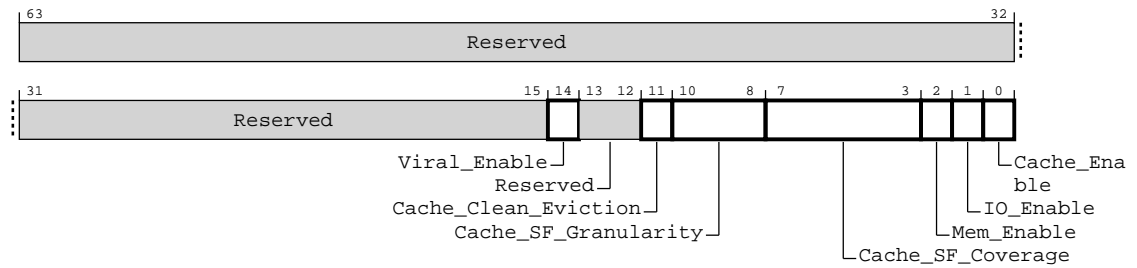 63 32
Reserved
31 15 14 13 12 11 10 8 7 3 2 1 0
Reserved
Viral_Enable
Cache_Ena
ble
Reserved
Cache_Clean_Eviction
IO_Enable
Cache_SF_Granularity
Mem_Enable
Cache_SF_Coverage